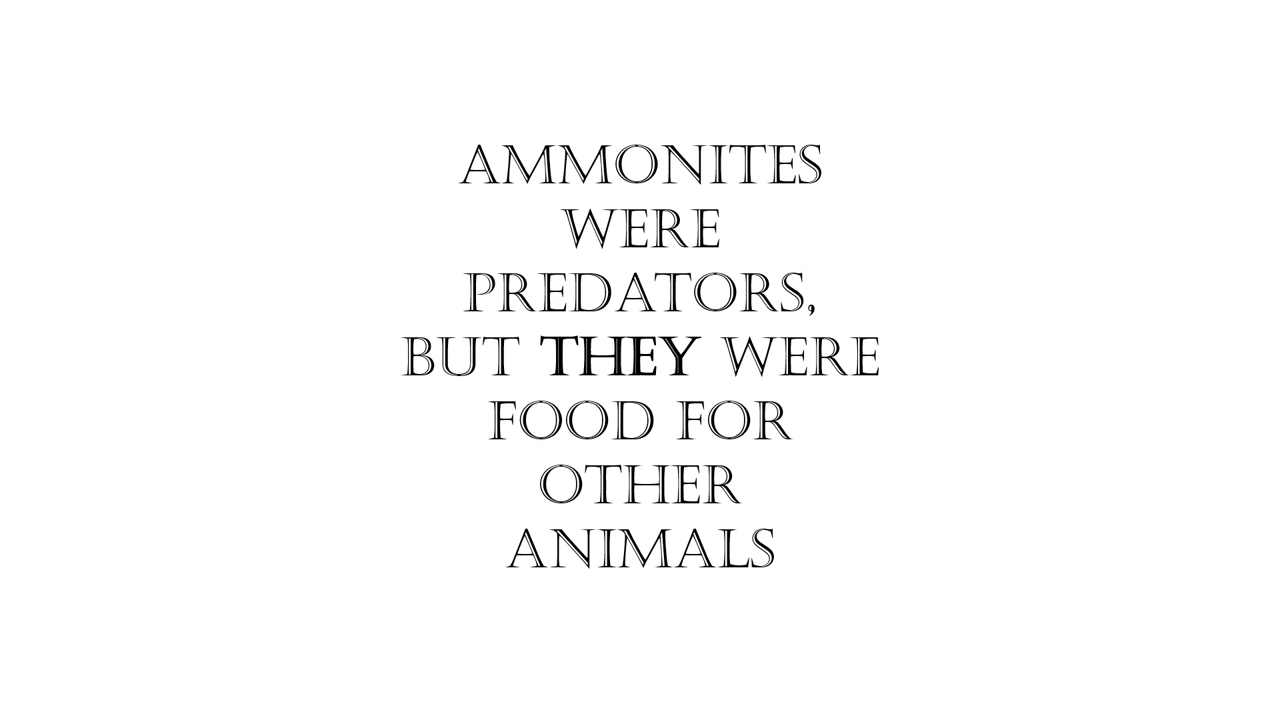 AMMONITES
WERE
PREDATORS,
BUT THEY WERE
FOOD FOR
OTHER
ANIMALS